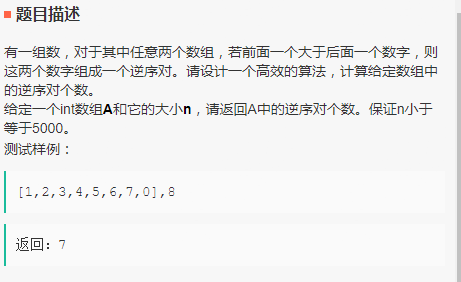 题目描述
有一组数，对于其中任意两个数组，若前面一个大于后面一个数字，则
这两个数字组成一个逆序对。请设计一个高效的算法，计算给定数组中
的逆序对个数。
给定一个int数组A和它的大小n，请返回A中的逆序对个数。保证n小于
等于5000。
测试样例：
[1,2,3,4,5,6,7,0],8
返回：7